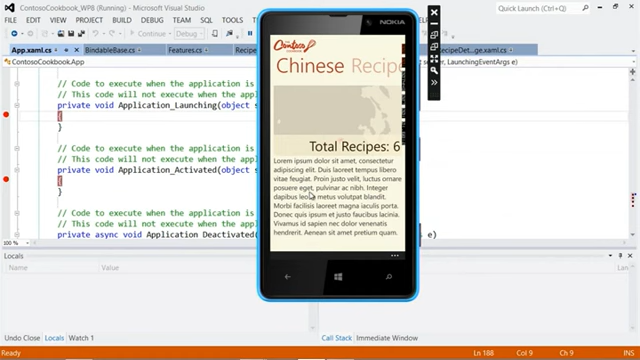 ContosoCookbook_WPB (Running) - Microsoft Visual Studio
Quick Launch (Ctrl+Q)
FILE EDIT VIEW PROJECT BUILD DEBUG TEAM SQL TOOLS
Continue
App.xaml.cs
BindableBase.cs
Features.cs
ContosoCookbook.App
, LaunchingEventArgs e)
// Code to execute when the application is
// This code will not execute when the appl
private void Application_Launching(object s
{
}
// Code to execute when the application is
// This code will not execute when the appl
private void Application_Activated(object s
{
}
// Code to execute when the application is
// This code will not execute when the appl
private async void Application_Deactivated(
s e)
100 %
NOKIA
Contoso
Chinese Recipe
Total Recipes: 6
Lorem ipsum dolor sit amet, consectetur
adipiscing elit. Duis laoreet tempus eros
vitae feugiat. Proin justo velit, luctus ornare
posuere eget, pulvinar ac nibh. Integer
dapibus leo metus volutpat blandit.
Morbi facilisis laoreet magna iaculis porta.
Donec quis ipsum et justo faucibus lacinia.
Vivamus id sapien nec dolor venenatis
hendrerit. Aenean sit amet pretium quam.
Locals
Name
Value
Type
Undo Close
Locals
Watch 1
Call Stack
Immediate Window
Ready
Ln 188
Col 9
Ch 9
INS